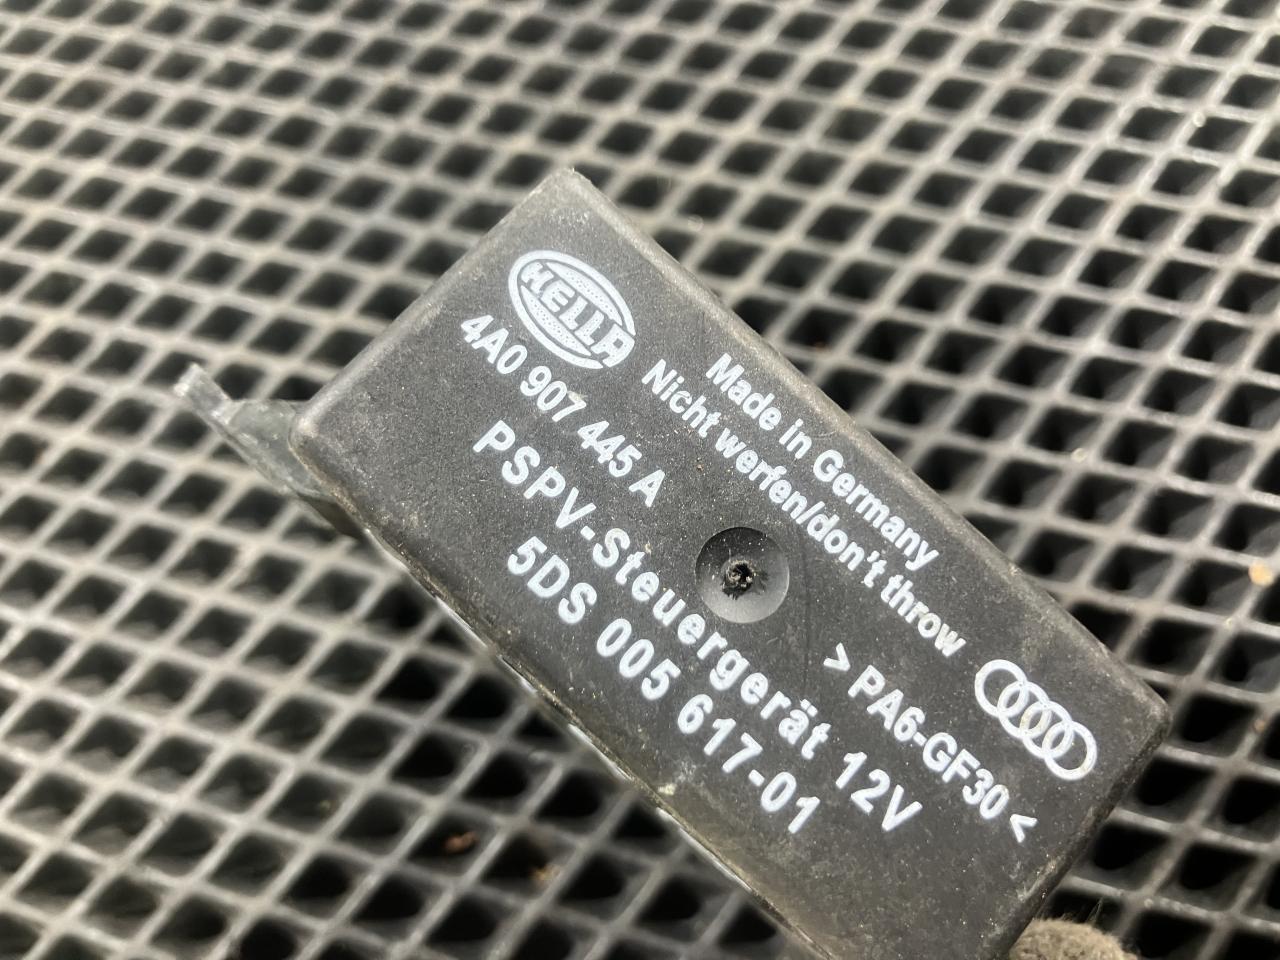 HELLA
4A0 907 445 A
Made in Germany
Nicht werfen/don't throw
PSPV-Steuergerät 12V
5DS 005 617-01
> PA6-GF30 <